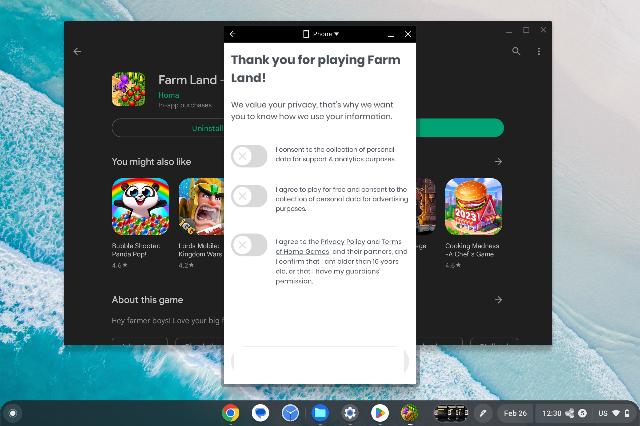 Phone
Thank you for playing Farm
Land!
We value your privacy, that's why we want
you to know how we use your information.
I consent to the collection of personal
data for support & analytics purposes.
I agree to play for free and consent to the
collection of personal data for advertising
purposes.
I agree to the Privacy Policy and Terms
of Homa Games and their partners, and
I confirm that I am older than 16 years
old, or that I have my guardians'
permission.
Farm Land -
Homa
In-app purchases
Uninstall
You might also like
Bubble Shooter:
Panda Pop!
4.6★
Lords Mobile:
Kingdom Wars
4.2★
Cooking Madness
-A Chef's Game
4.6★
2023
About this game
Hey farmer boys! Love your big f
Feb 26
12:30
US